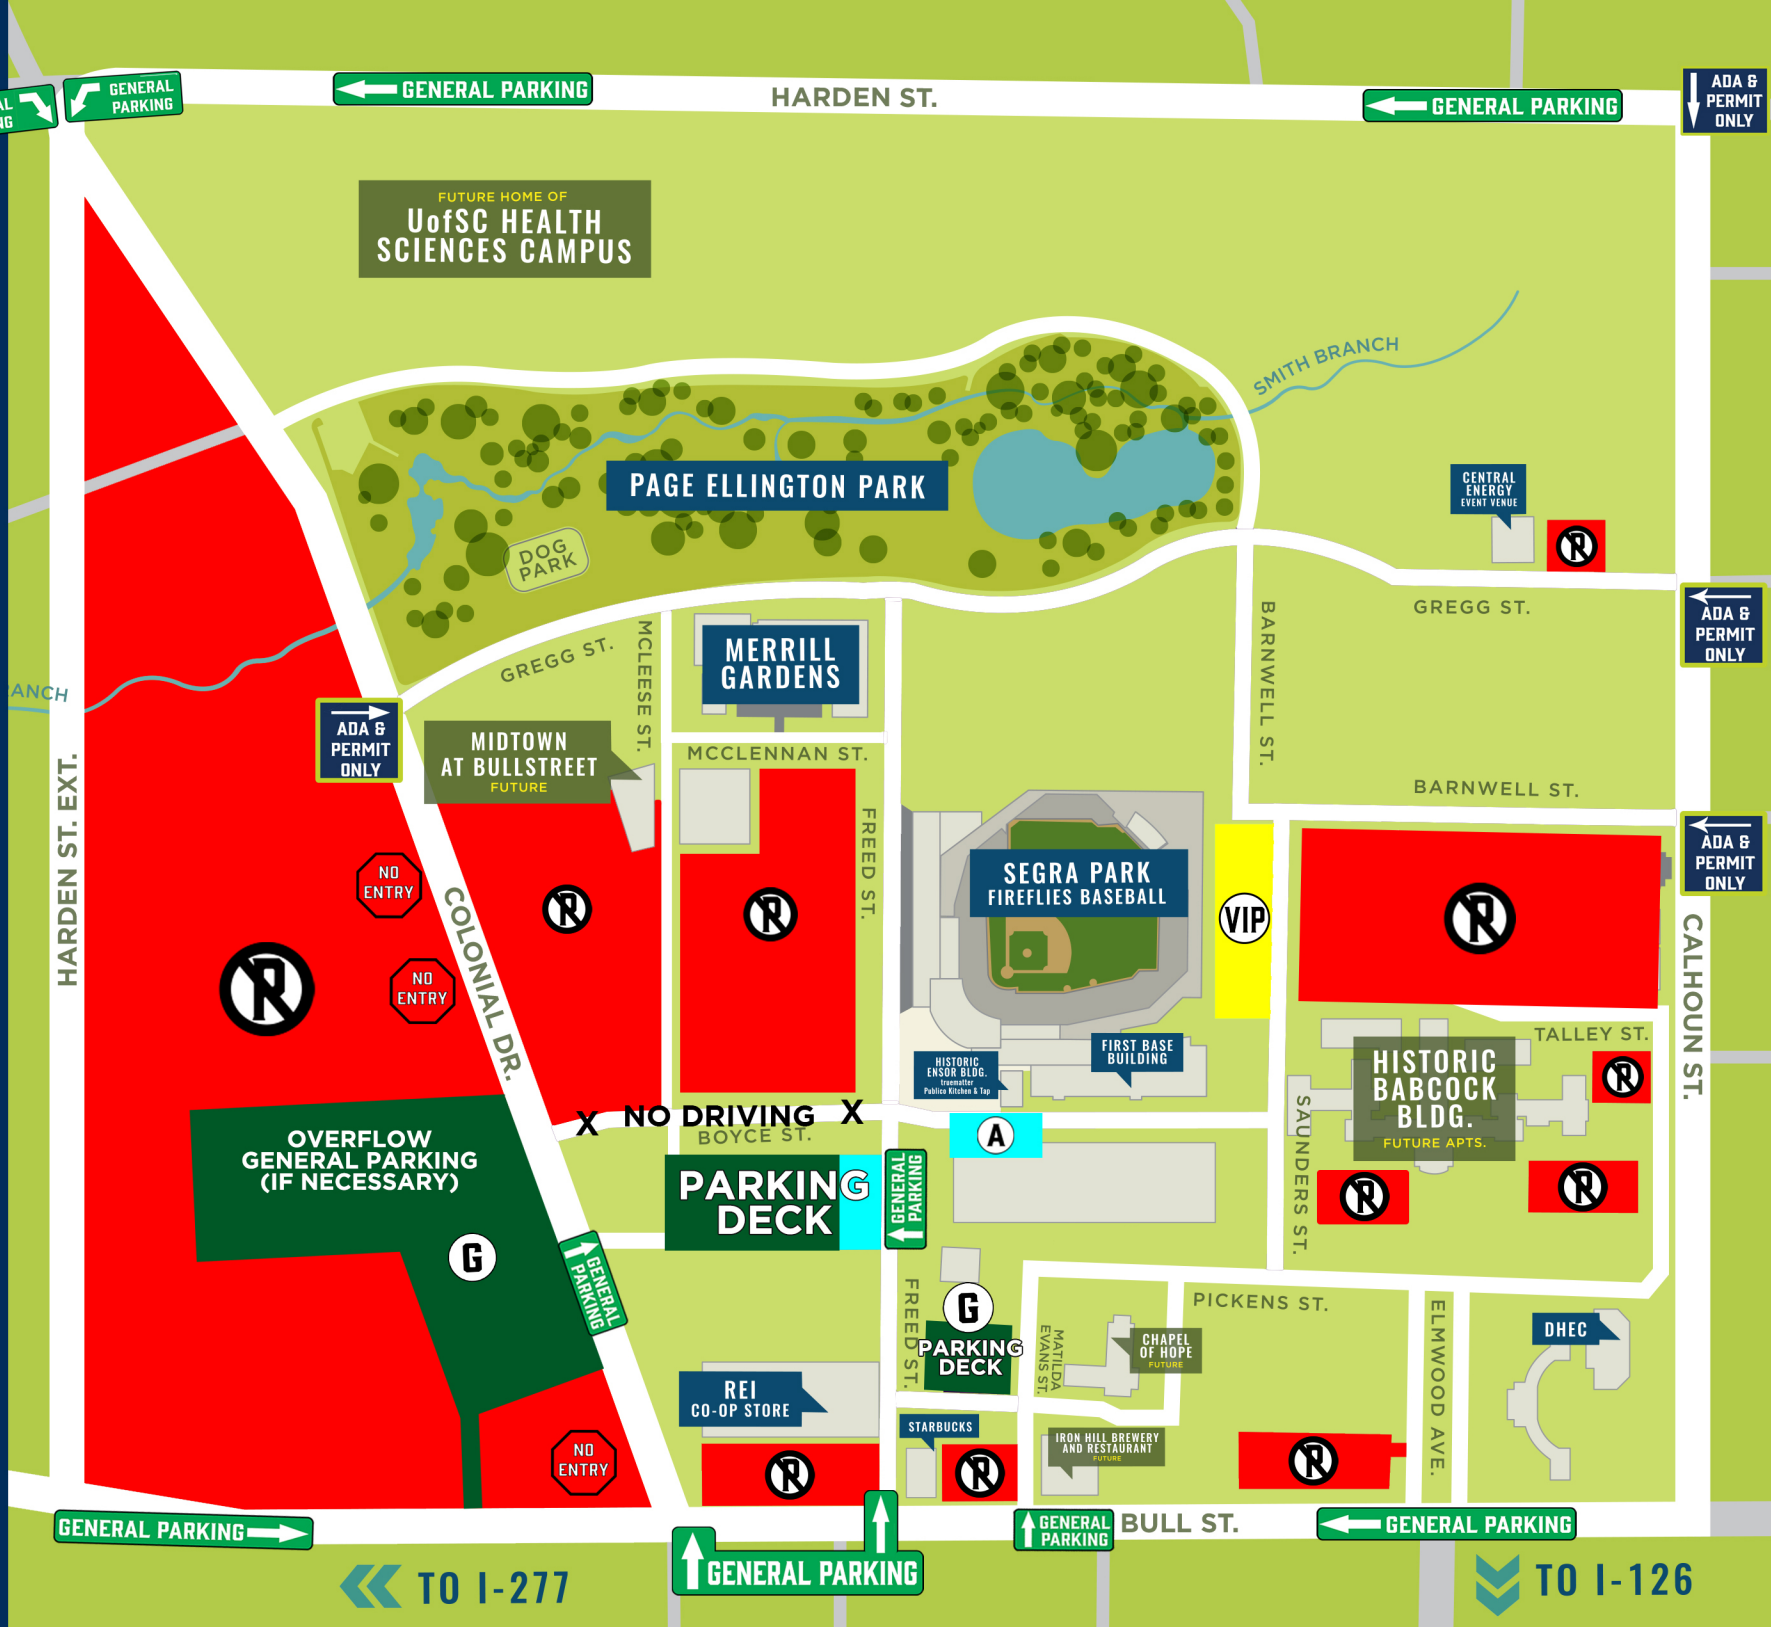 GENERAL
PARKING
GENERAL PARKING
HARDEN ST.
GENERAL PARKING
ADA &
PERMIT
ONLY
FUTURE HOME OF
UofSC HEALTH
SCIENCES CAMPUS
SMITH BRANCH
PAGE ELLINGTON PARK
CENTRAL
ENERGY
EVENT VENUE
DOG
PARK
GREGG ST.
ADA &
PERMIT
ONLY
GREGG ST.
MCLEESE ST.
MERRILL
GARDENS
BARNWELL ST.
ADA &
PERMIT
ONLY
MIDTOWN
AT BULLSTREET
FUTURE
MCCLENNAN ST.
BARNWELL ST.
ADA &
PERMIT
ONLY
HARDEN ST. EXT.
NO
ENTRY
COLONIAL DR.
FREED ST.
SEGRA PARK
FIREFLIES BASEBALL
VIP
CALHOUN ST.
NO
ENTRY
HISTORIC
ENSOR BLDG.
truematter
Publico Kitchen & Tap
FIRST BASE
BUILDING
TALLEY ST.
HISTORIC
BABCOCK
BLDG.
FUTURE APTS.
X NO DRIVING X
BOYCE ST.
A
SAUNDERS ST.
OVERFLOW
GENERAL PARKING
(IF NECESSARY)
G
PARKING
DECK
GENERAL
PARKING
GENERAL
PARKING
FREED ST.
G
PARKING
DECK
MATILDA
EVANS ST.
PICKENS ST.
CHAPEL
OF HOPE
FUTURE
ELMWOOD AVE.
DHEC
REI
CO-OP STORE
STARBUCKS
IRON HILL BREWERY
AND RESTAURANT
FUTURE
NO
ENTRY
GENERAL PARKING
GENERAL PARKING
GENERAL
PARKING
BULL ST.
GENERAL PARKING
TO I-277
TO I-126